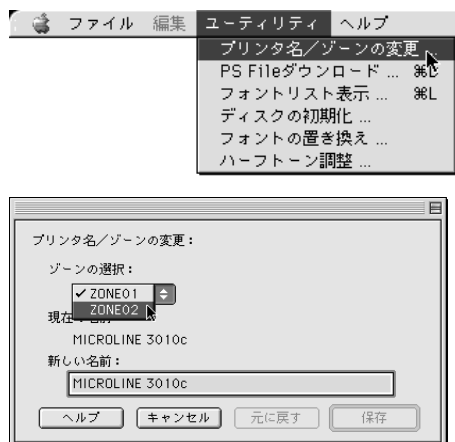 ファイル 編集 ユーティリティ ヘルプ
プリンタ名／ゾーンの変更 ...
PS Fileダウンロード ... ⌘D
フォントリスト表示 ... ⌘L
ディスクの初期化 ...
フォントの置き換え ...
ハーフトーン調整 ...
プリンタ名／ゾーンの変更：
ゾーンの選択：
✓ ZONE01
ZONE02
現在の名前
MICROLINE 3010c
新しい名前：
MICROLINE 3010c
ヘルプ キャンセル 元に戻す 保存